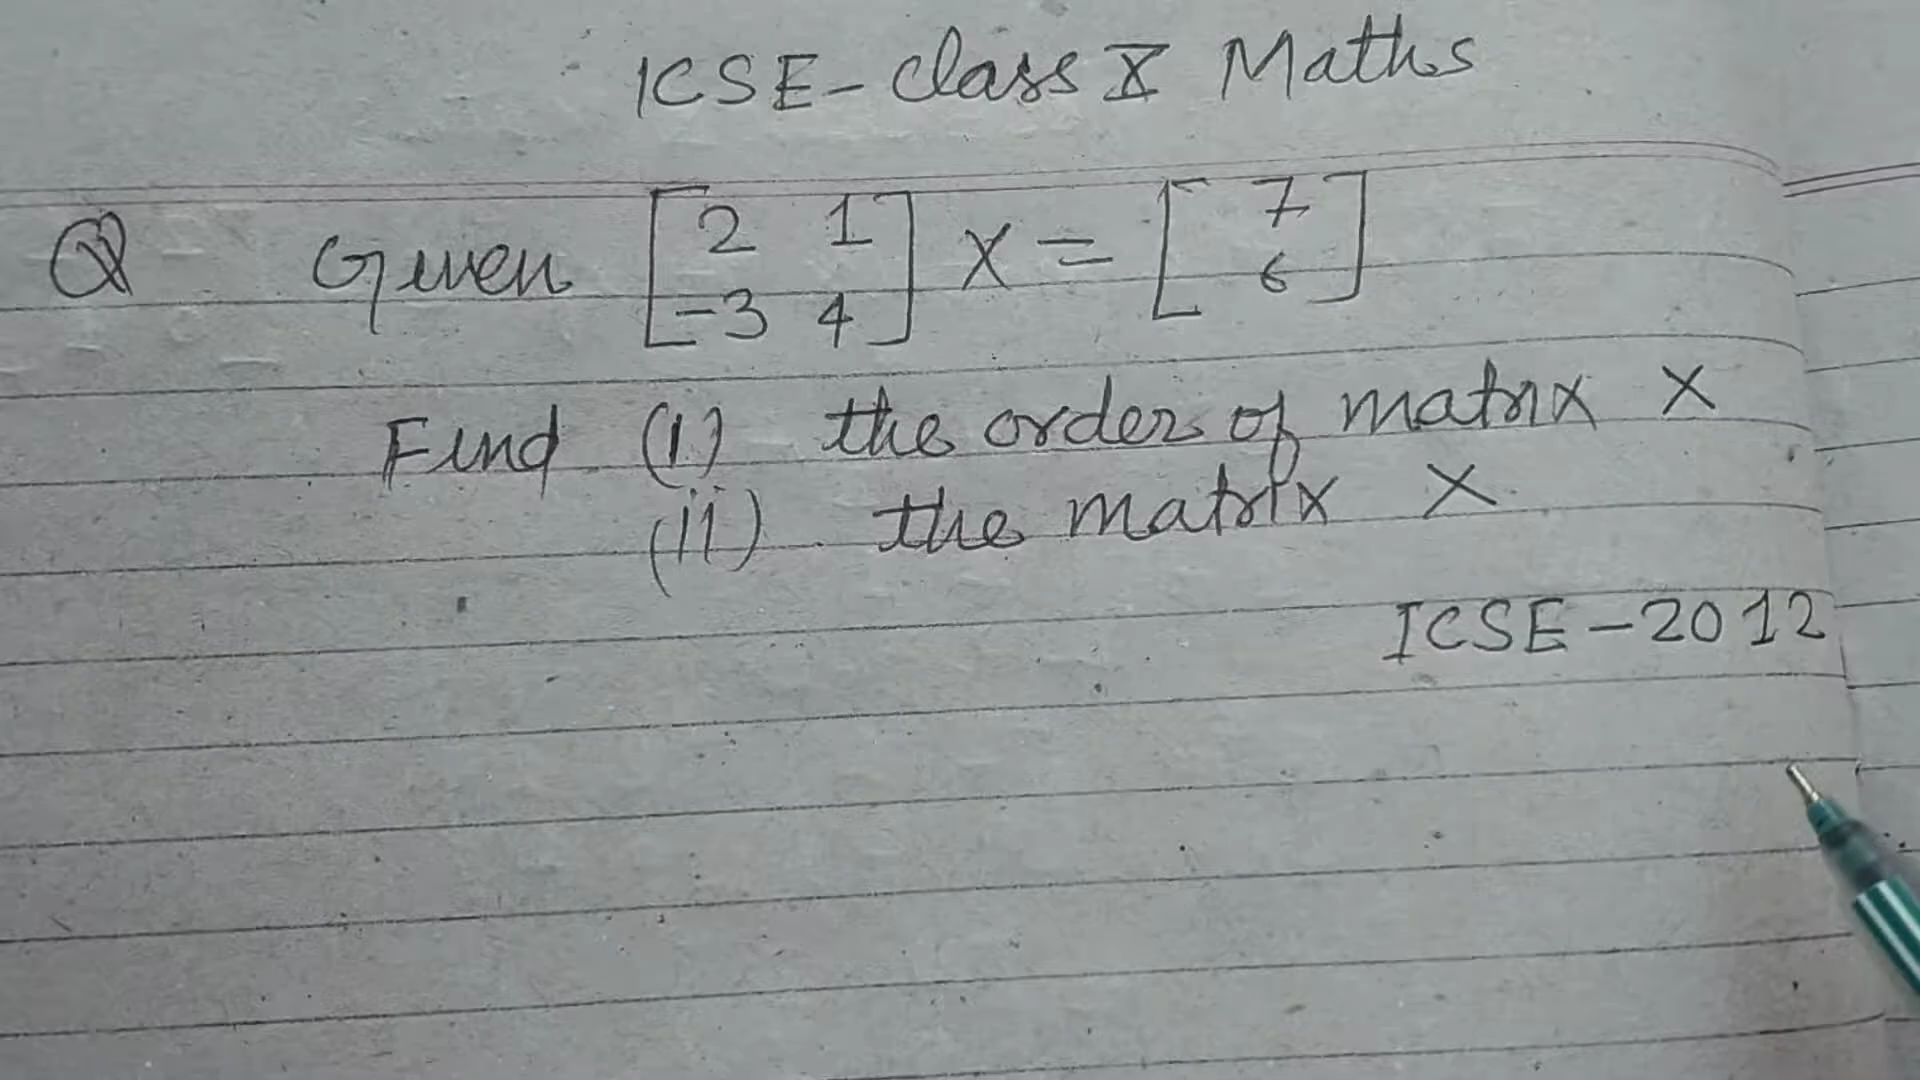 ICSE - Class X Maths
Q Given [2 1 -3 4] X = [7 6]
Find (i) the order of matrix X
(ii) the matrix X
ICSE - 2012